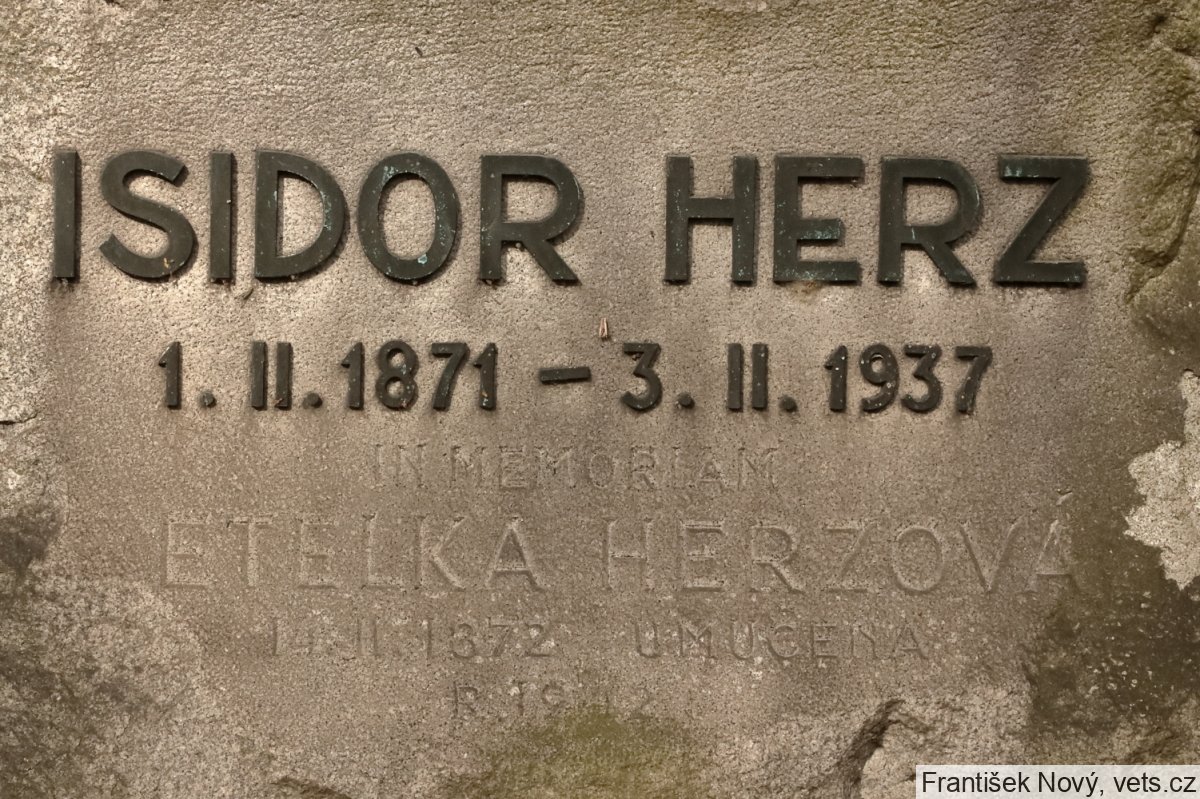 ISIDOR HERZ
1. II. 1871 – 3. II. 1937
IN MEMORIAM
ETELKA HERZOVÁ
14. II. 1872 UMUČENA
R. 1942
František Nový, vets.cz